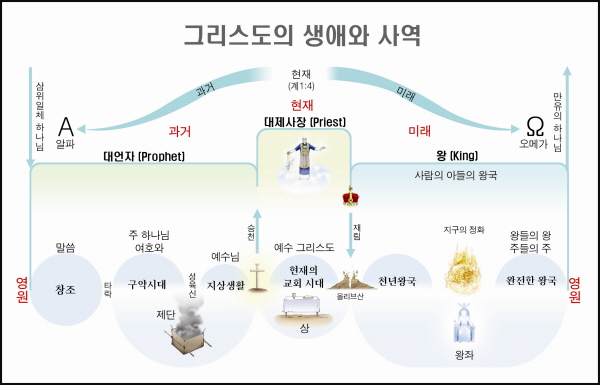 그리스도의 생애와 사역
현재
(계1:4)
과거
미래
현재
삼위일체 하나님
Α
알파
과거
대제사장 (Priest)
미래
Ω
오메가
만유의 하나님
대언자 (Prophet)
왕 (King)
사람의 아들의 왕국
승천
재림
영원
말씀
창조
타락
주 하나님
여호와
구약시대
제단
성육신
예수님
지상생활
예수 그리스도
현재의
교회 시대
상
올리브산
천년왕국
지구의 정화
왕좌
왕들의 왕
주들의 주
완전한 왕국
영원